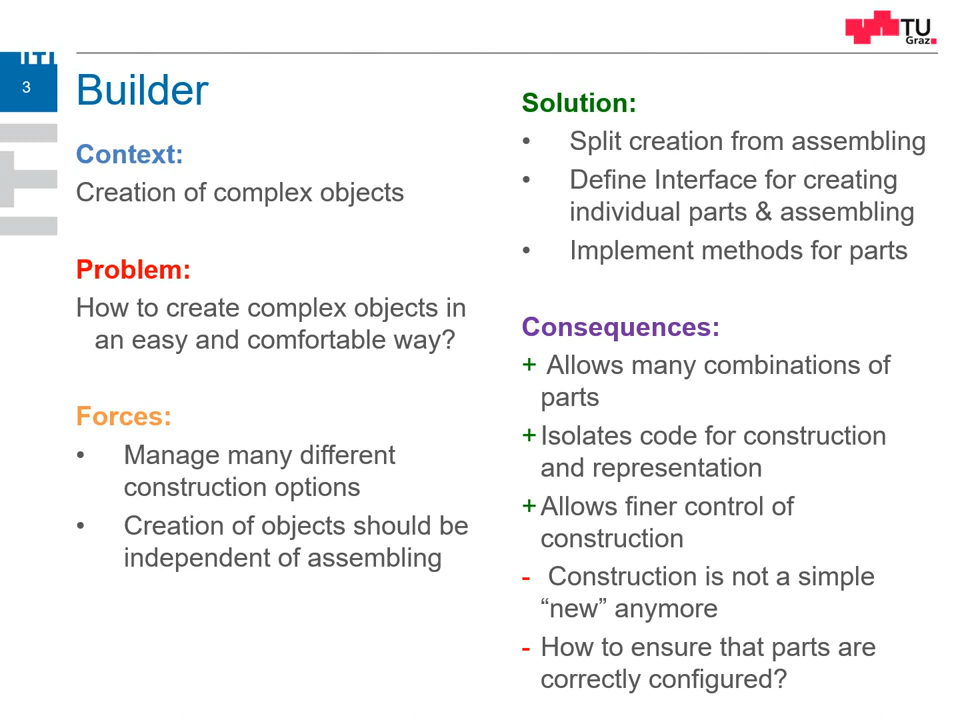 TU
Graz
3
Builder
Context:
Creation of complex objects
Problem:
How to create complex objects in
an easy and comfortable way?
Forces:
• Manage many different
construction options
• Creation of objects should be
independent of assembling
Solution:
• Split creation from assembling
• Define Interface for creating
individual parts & assembling
• Implement methods for parts
Consequences:
+ Allows many combinations of
parts
+ Isolates code for construction
and representation
+ Allows finer control of
construction
- Construction is not a simple
“new” anymore
- How to ensure that parts are
correctly configured?